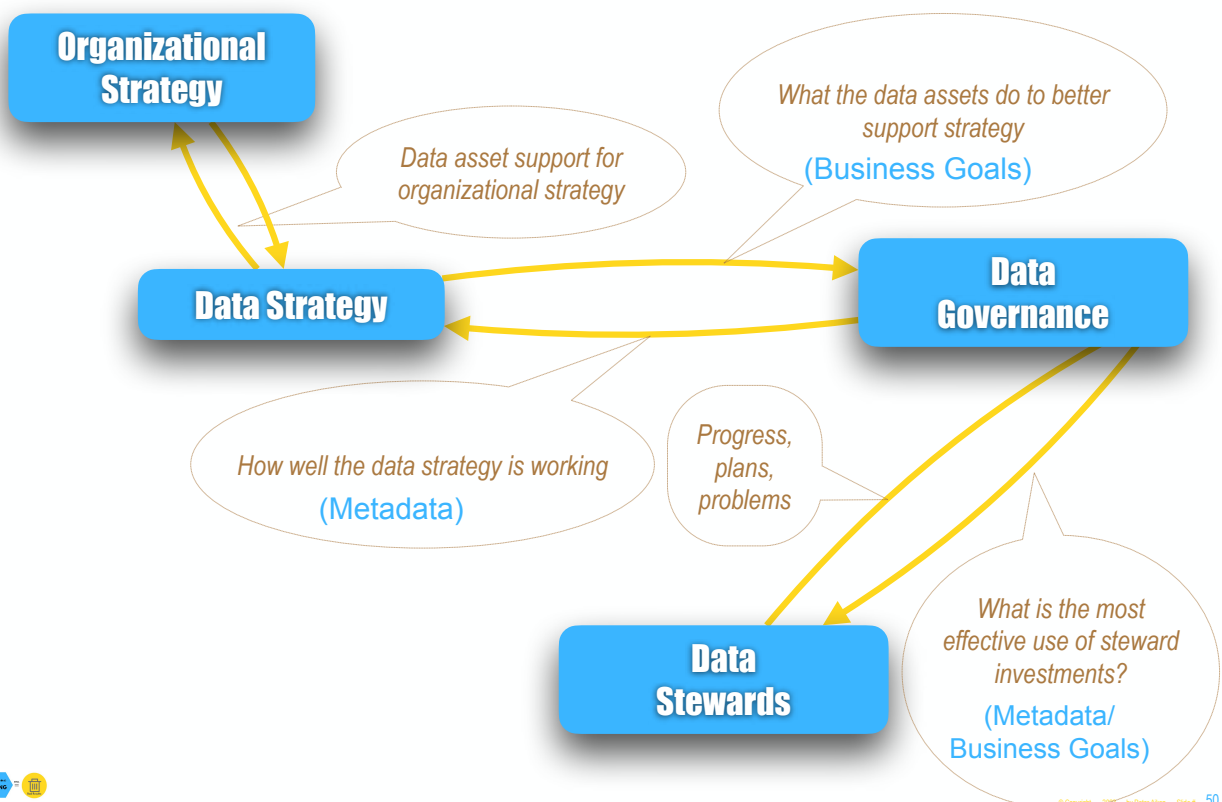 Organizational
Strategy
What the data assets do to better
support strategy
(Business Goals)
Data asset support for
organizational strategy
Data Strategy
Data
Governance
How well the data strategy is working
(Metadata)
Progress,
plans,
problems
What is the most
effective use of steward
investments?
(Metadata/
Business Goals)
Data
Stewards
=
50